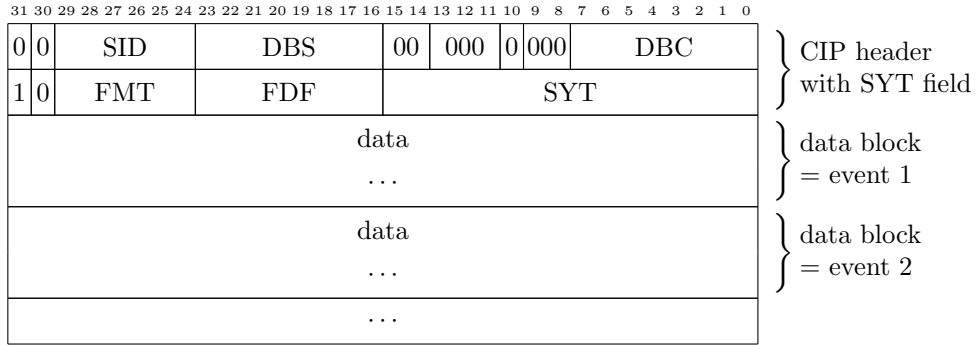 31 30 29 28 27 26 25 24 23 22 21 20 19 18 17 16 15 14 13 12 11 10 9 8 7 6 5 4 3 2 1 0
0 0 SID DBS 00 000 0 000 DBC
1 0 FMT FDF SYT
CIP header
with SYT field
data
...
data block
= event 1
data
...
data block
= event 2
...